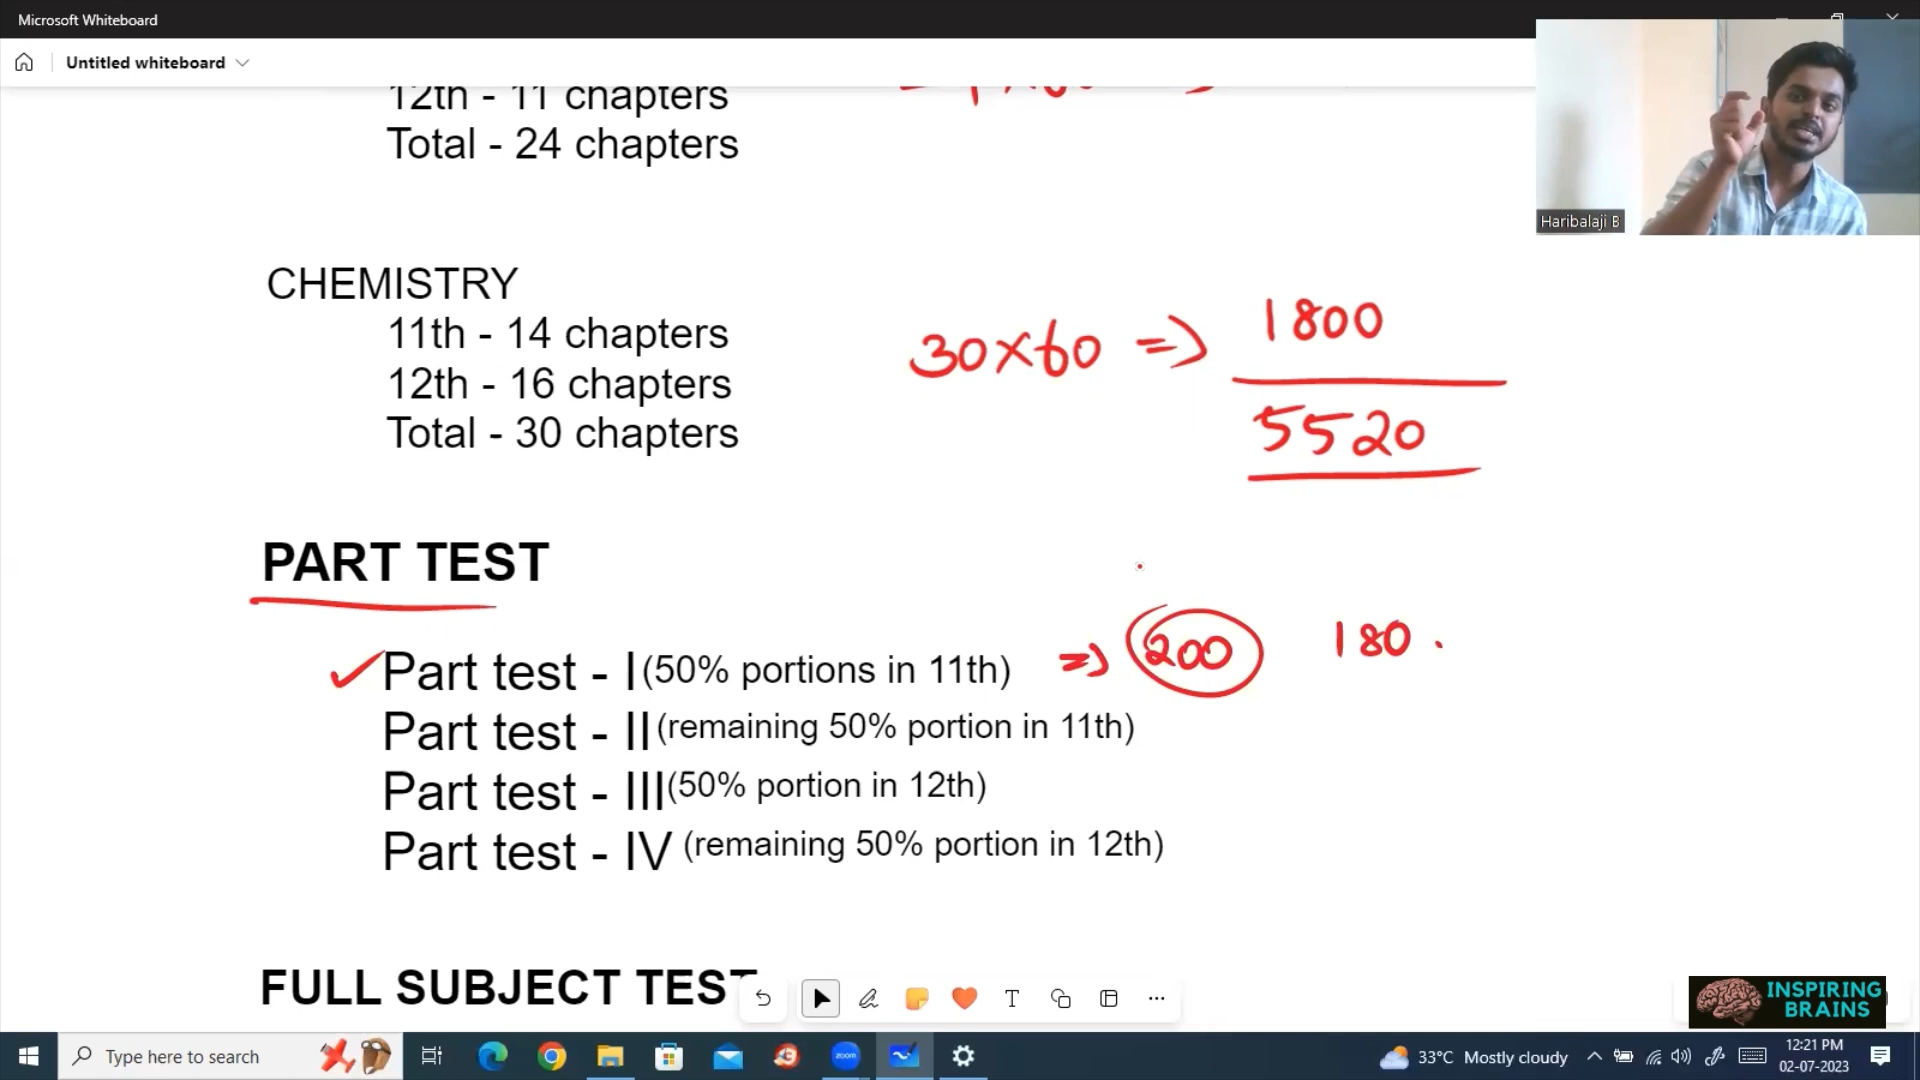 Microsoft Whiteboard
Untitled whiteboard
12th - 11 chapters
Total - 24 chapters
Haribalaji B
CHEMISTRY
11th - 14 chapters
12th - 16 chapters
Total - 30 chapters
30×60 => 1800
5520
PART TEST
Part test - I (50% portions in 11th) => 200 180 .
Part test - II (remaining 50% portion in 11th)
Part test - III (50% portion in 12th)
Part test - IV (remaining 50% portion in 12th)
FULL SUBJECT TEST
T
INSPIRING
BRAINS
Type here to search
zoom
33°C Mostly cloudy
12:21 PM
02-07-2023